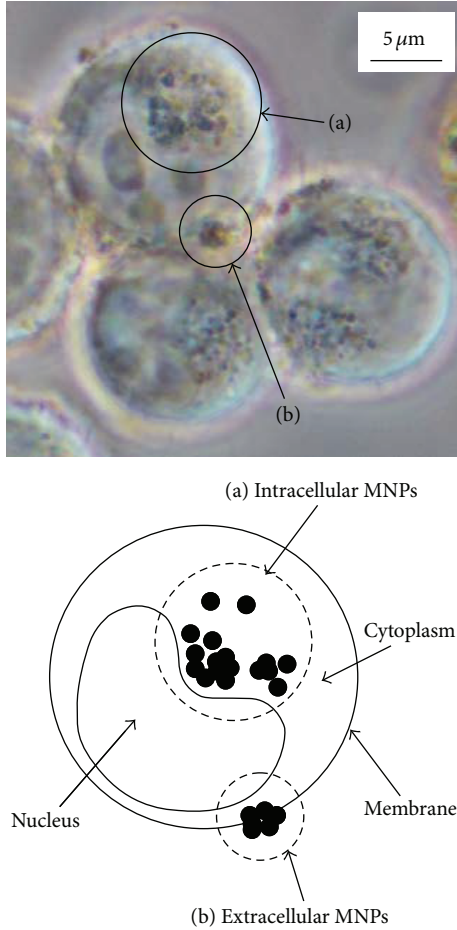 5 μm
(a)
(b)
(a) Intracellular MNPs
Cytoplasm
Membrane
Nucleus
(b) Extracellular MNPs